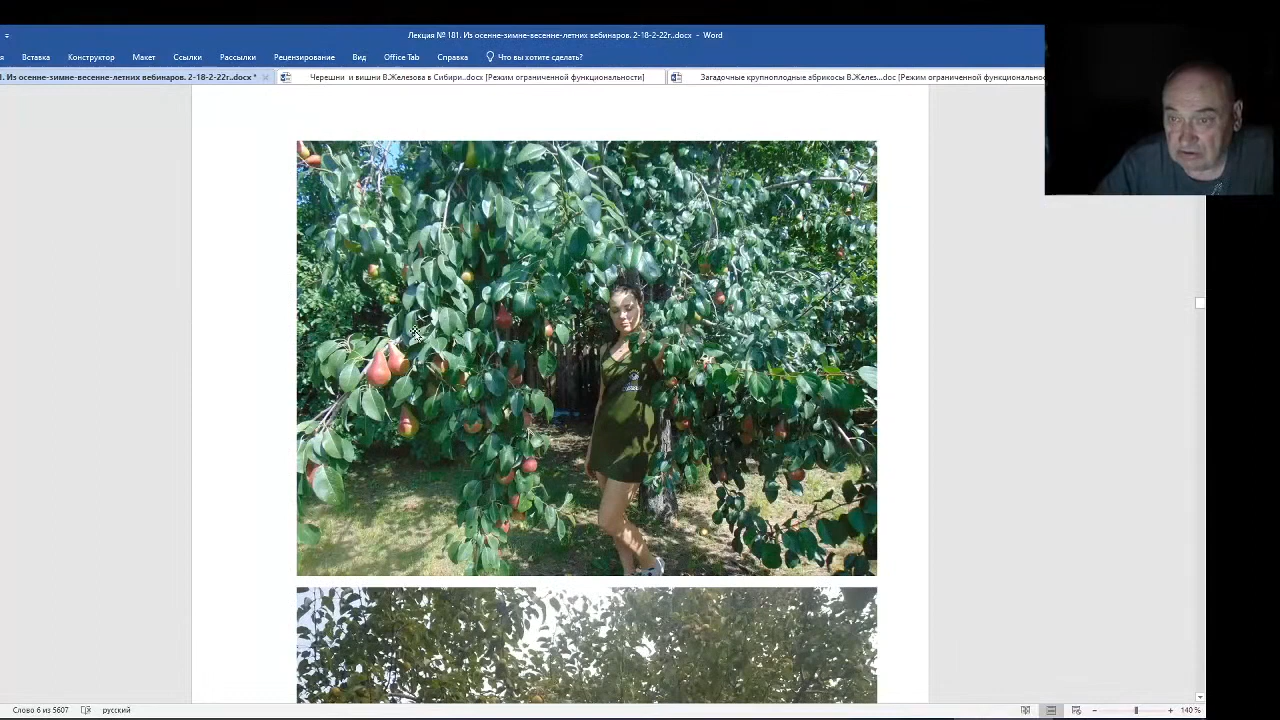 Лекция № 181. Из осенне-зимне-весенне-летних вебинаров. 2-18-2-22г..docx - Word
Вставка Конструктор Макет Ссылки Рассылки Рецензирование Вид Office Tab Справка Что вы хотите сделать?
1. Из осенне-зимне-весенне-летних вебинаров. 2-18-2-22г..docx * Черешни и вишни В.Железова в Сибири..docx [Режим ограниченной функциональности] Загадочные крупноплодные абрикосы В.Желез...doc [Режим ограниченной функциональнос
Слово 6 из 5607 русский 140 %